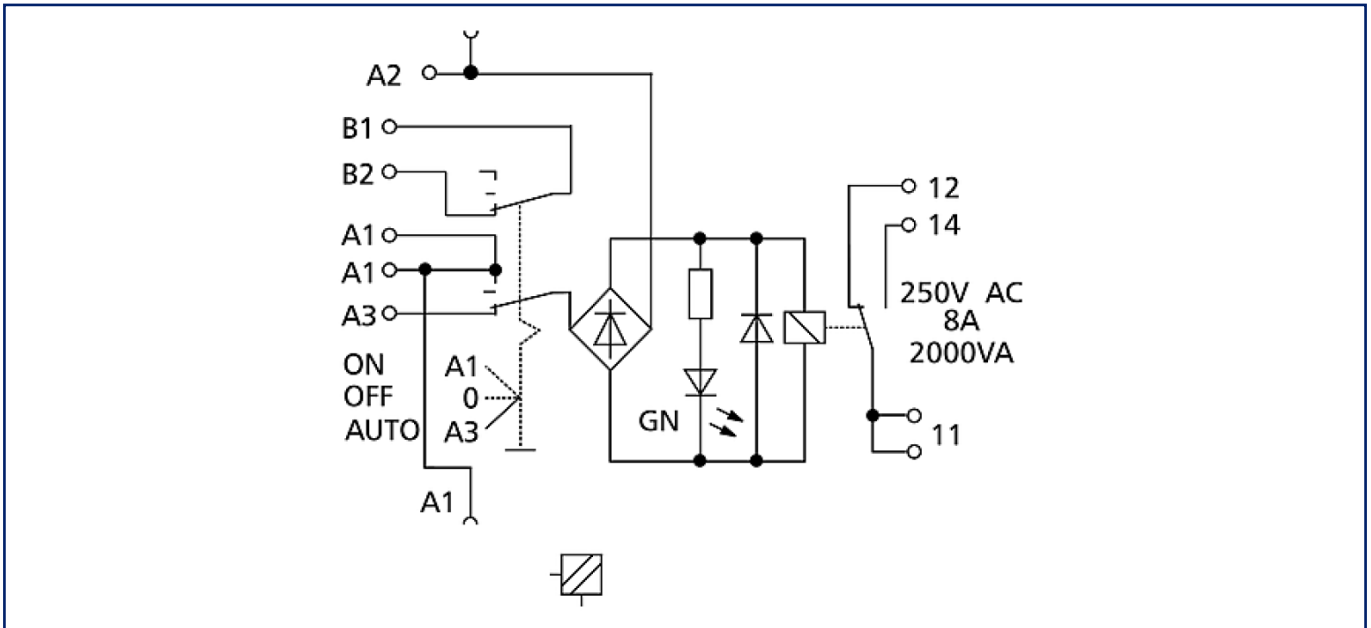 A2
B1
B2
A1
A1
A3
ON A1
OFF 0
AUTO A3
A1
GN
12
14
250V AC
8A
2000VA
11